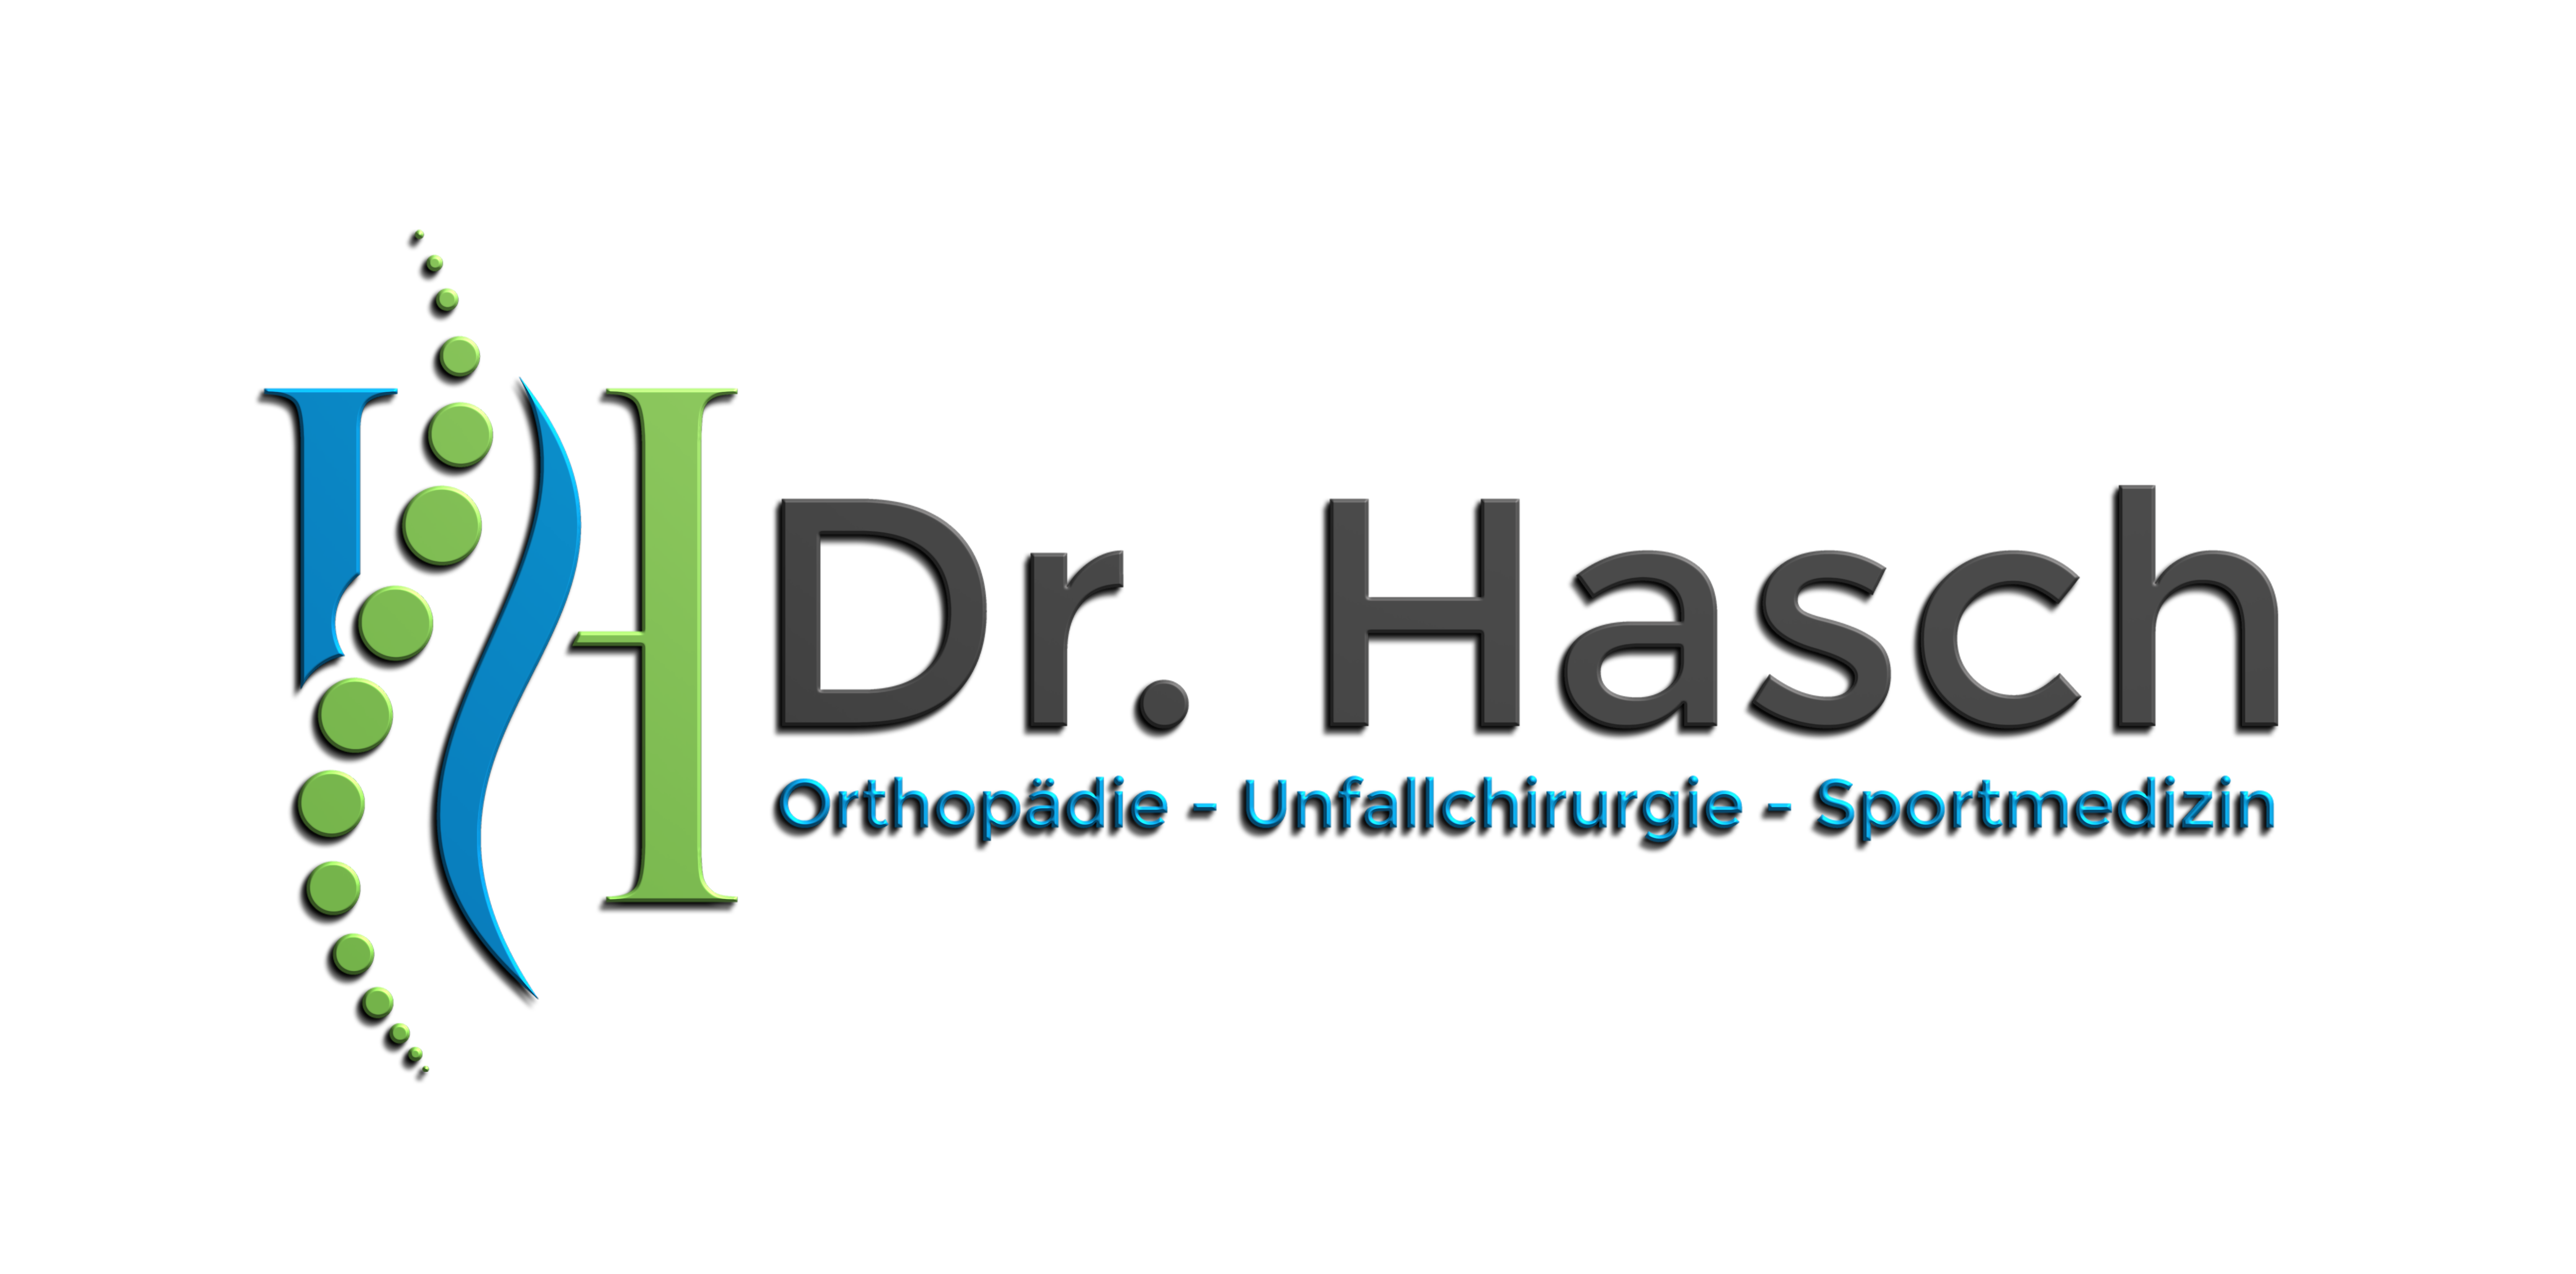 Dr. Hasch
Orthopädie - Unfallchirurgie - Sportmedizin